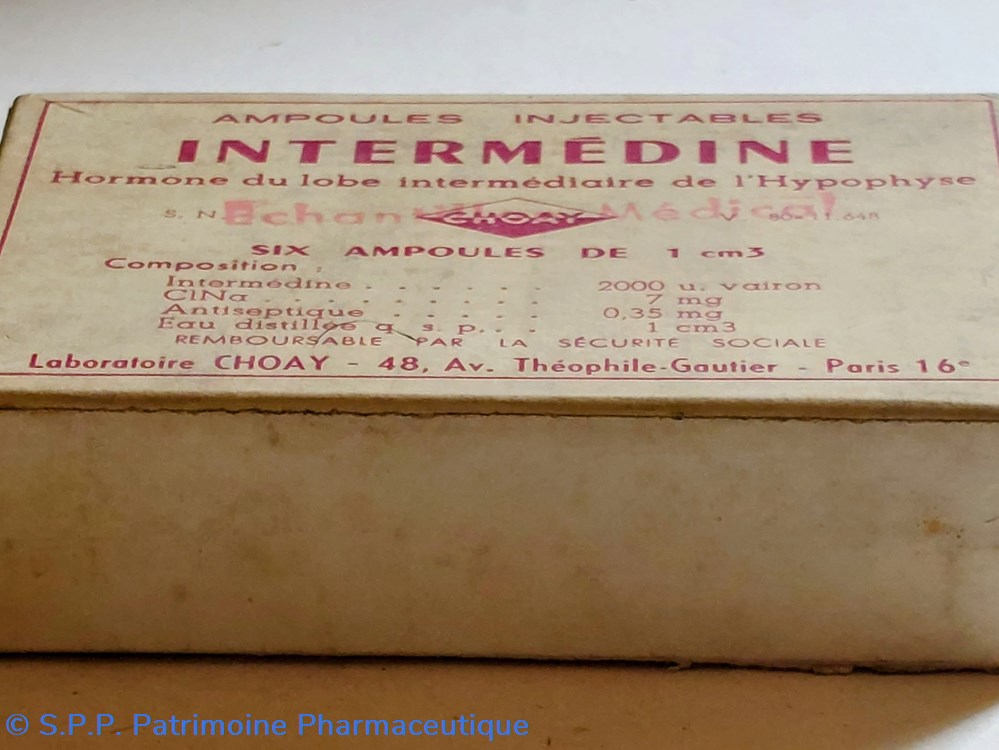 AMPOULES INJECTABLES
INTERMÉDINE
Hormone du lobe intermédiaire de l'Hypophyse
S. N. Echan Médical
CHOAY
SIX AMPOULES DE 1 cm3
Composition :
Intermédine . . . . . . 2000 u. vairon
ClNa . . . . . . . . 7 mg
Antiseptique . . . . . 0,35 mg
Eau distillée q. s. p. . . 1 cm3
REMBOURSABLE PAR LA SÉCURITÉ SOCIALE
Laboratoire CHOAY - 48, Av. Théophile-Gautier - Paris 16e
© S.P.P. Patrimoine Pharmaceutique